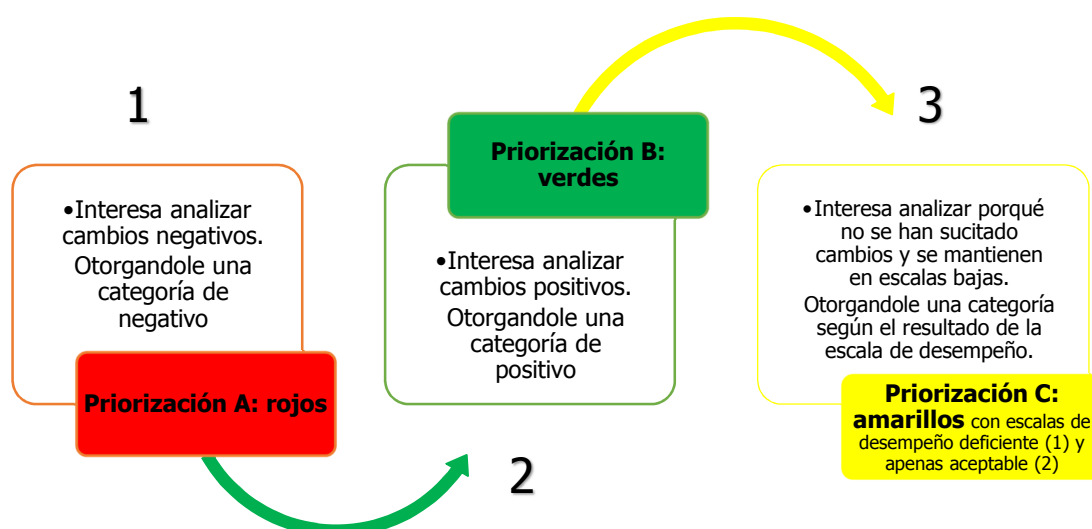 1
•Interesa analizar
cambios negativos.
Otorgandole una
categoría de
negativo
Priorización A: rojos
2
Priorización B:
verdes
•Interesa analizar
cambios positivos.
Otorgandole una
categoría de
positivo
3
•Interesa analizar porqué
no se han sucitado
cambios y se mantienen
en escalas bajas.
Otorgandole una categoría
según el resultado de la
escala de desempeño.
Priorización C:
amarillos con escalas de
desempeño deficiente (1) y
apenas aceptable (2)